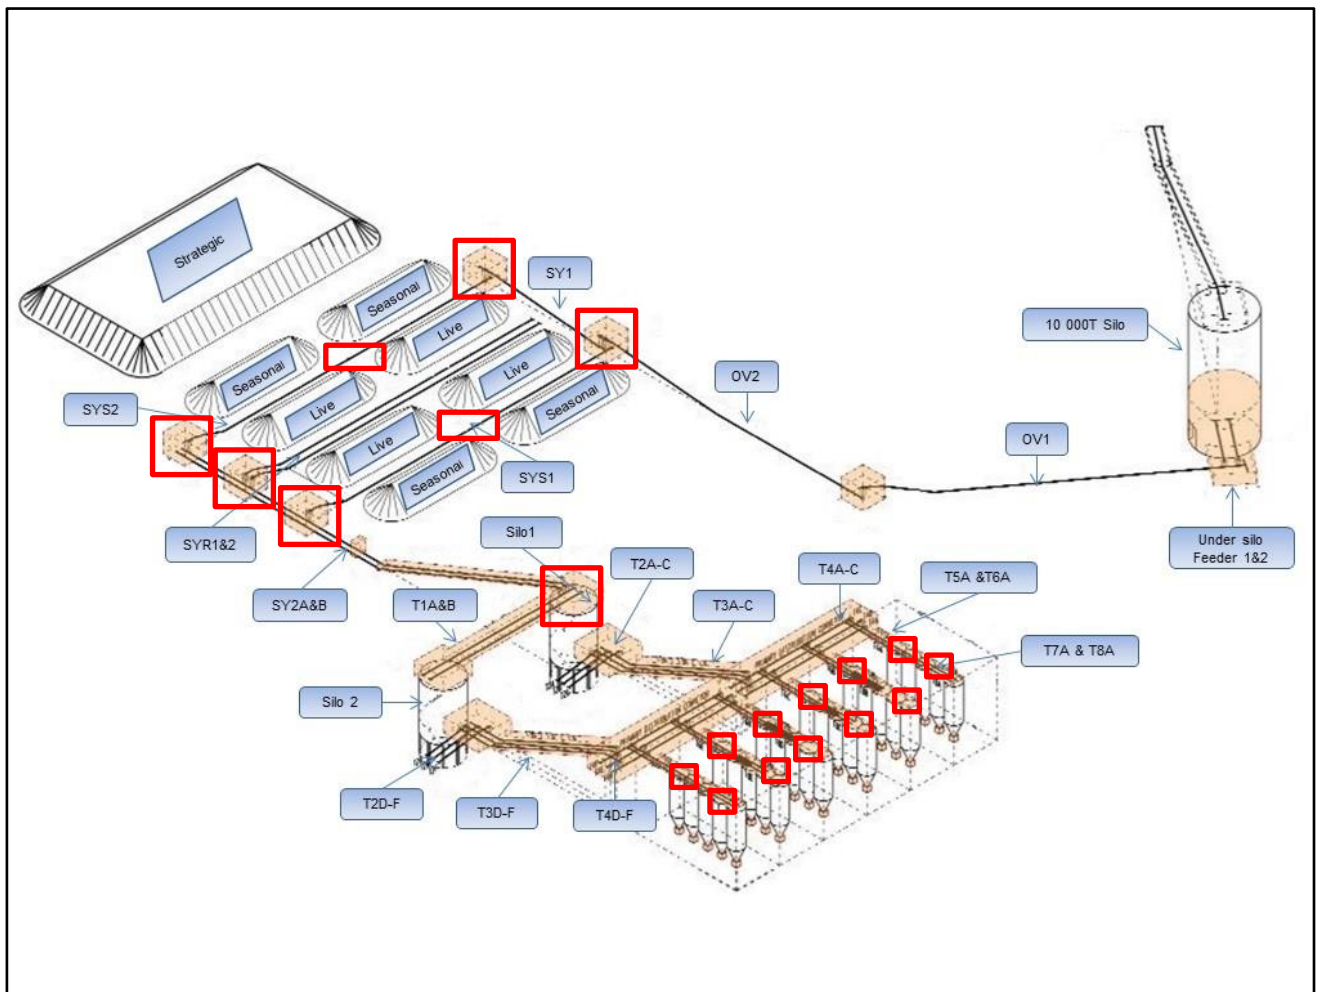 Strategic
Seasonal
Live
SY1
10 000T Silo
Seasonal
Live
Live
OV2
Seasonal
SYS2
Live
Seasonal
SYS1
OV1
SYR1&2
Silo1
T2A-C
T4A-C
T5A &T6A
Under silo
Feeder 1&2
SY2A&B
T1A&B
T3A-C
T7A & T8A
Silo 2
T2D-F
T3D-F
T4D-F